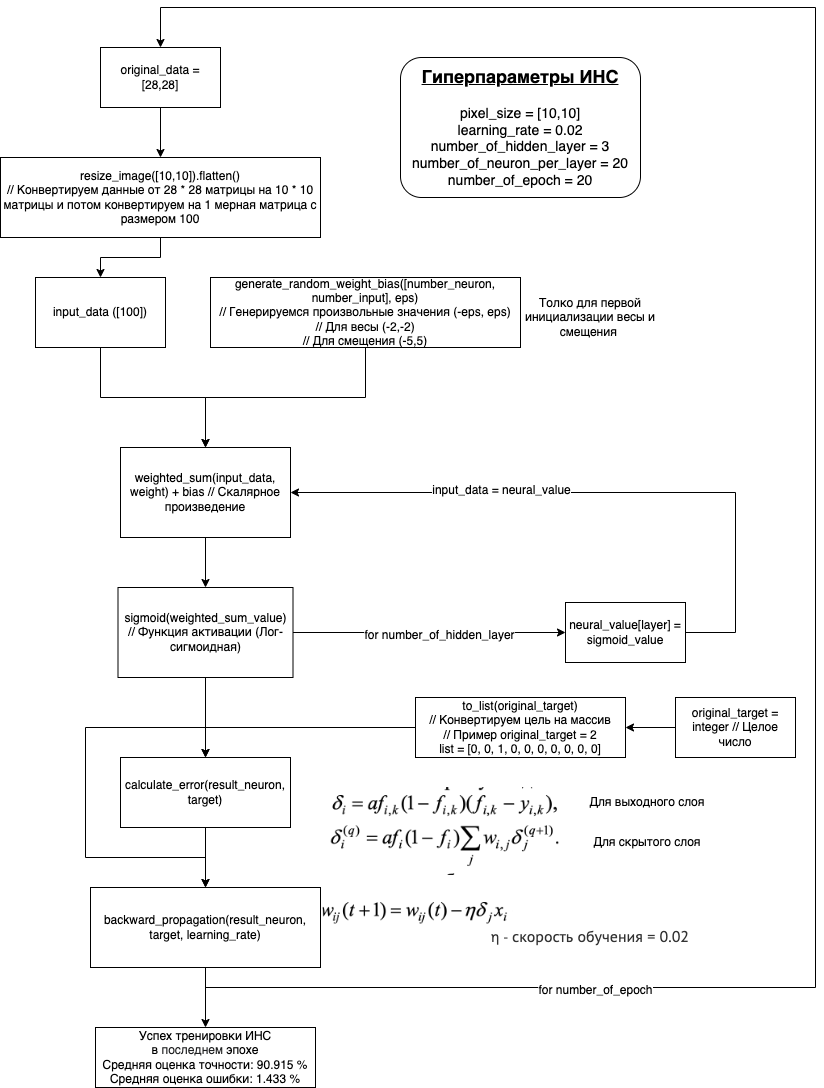 original_data =
[28,28]
Гиперпараметры ИНС
pixel_size = [10,10]
learning_rate = 0.02
number_of_hidden_layer = 3
number_of_neuron_per_layer = 20
number_of_epoch = 20
resize_image([10,10]).flatten()
// Конвертируем данные от 28 * 28 матрицы на 10 * 10
матрицы и потом конвертируем на 1 мерная матрица с
размером 100
input_data ([100])
generate_random_weight_bias([number_neuron,
number_input], eps)
// Генерируемся произвольные значения (-eps, eps)
// Для весы (-2,-2)
// Для смещения (-5,5)
Толко для первой
инициализации весы и
смещения
weighted_sum(input_data,
weight) + bias // Скалярное
произведение
input_data = neural_value
sigmoid(weighted_sum_value)
// Функция активации (Лог-
сигмоидная)
for number_of_hidden_layer
neural_value[layer] =
sigmoid_value
to_list(original_target)
// Конвертируем цель на массив
// Пример original_target = 2
list = [0, 0, 1, 0, 0, 0, 0, 0, 0, 0]
original_target =
integer // Целое
число
calculate_error(result_neuron,
target)
δ_i = af_{i,k}(1 − f_{i,k})(f_{i,k} − y_{i,k}),
Для выходного слоя
δ_i^{(q)} = af_i(1 − f_i)∑_j w_{i,j}δ_j^{(q+1)}.
Для скрытого слоя
backward_propagation(result_neuron,
target, learning_rate)
w_{ij}(t+1) = w_{ij}(t) − ηδ_j x_i
η - скорость обучения = 0.02
for number_of_epoch
Успех тренировки ИНС
в последнем эпохе
Средняя оценка точности: 90.915 %
Средняя оценка ошибки: 1.433 %